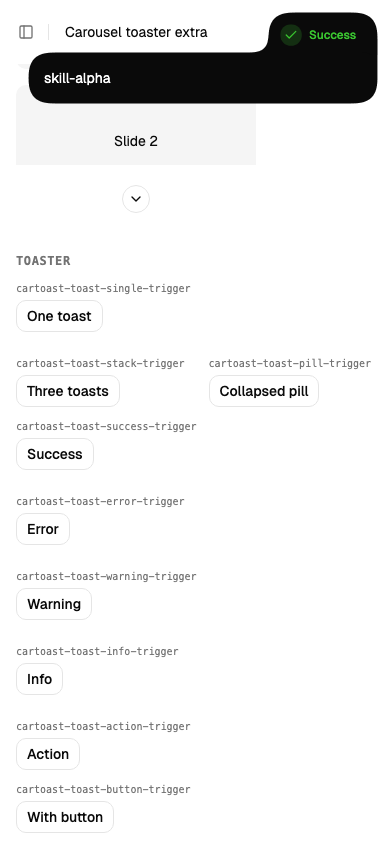 Carousel toaster extra
Success
skill-alpha
Slide 2
TOASTER
cartoast-toast-single-trigger
One toast
cartoast-toast-stack-trigger
Three toasts
cartoast-toast-pill-trigger
Collapsed pill
cartoast-toast-success-trigger
Success
cartoast-toast-error-trigger
Error
cartoast-toast-warning-trigger
Warning
cartoast-toast-info-trigger
Info
cartoast-toast-action-trigger
Action
cartoast-toast-button-trigger
With button